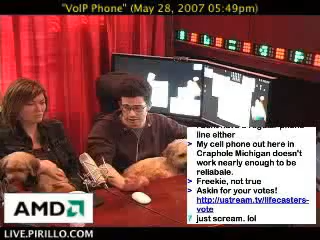 "VoIP Phone" (May 28, 2007 05:49pm)
line either
> My cell phone out here in
Craphole Michigan doesn't
work nearly enough to be
reliabale.
> Freekie, not true
> Askin for your votes!
http://ustream.tv/lifecasters-
vote
? just scream. lol
AMD
LIVE.PIRILLO.COM